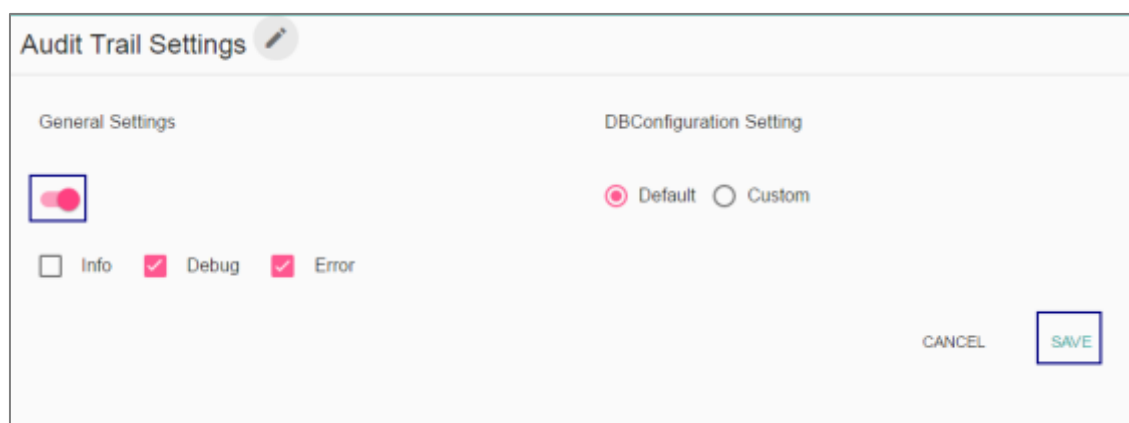 Audit Trail Settings
General Settings
DBConfiguration Setting
Default Custom
Info Debug Error
CANCEL SAVE